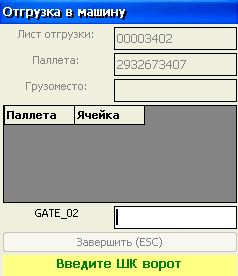 Отгрузка в машину
Лист отгрузки: 00003402
Паллета: 2932673407
Грузоместо:
Паллета Ячейка
GATE_02
Завершить (ESC)
Введите ШК ворот